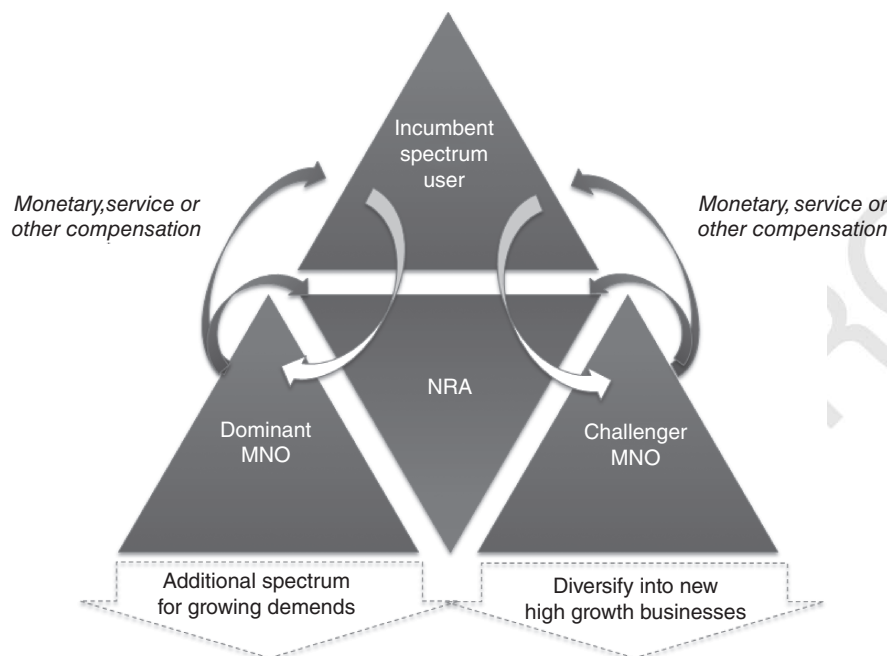 Incumbent
spectrum
user
Monetary,service or
other compensation
Monetary, service or
other compensation
NRA
Dominant
MNO
Challenger
MNO
Additional spectrum
for growing demends
Diversify into new
high growth businesses